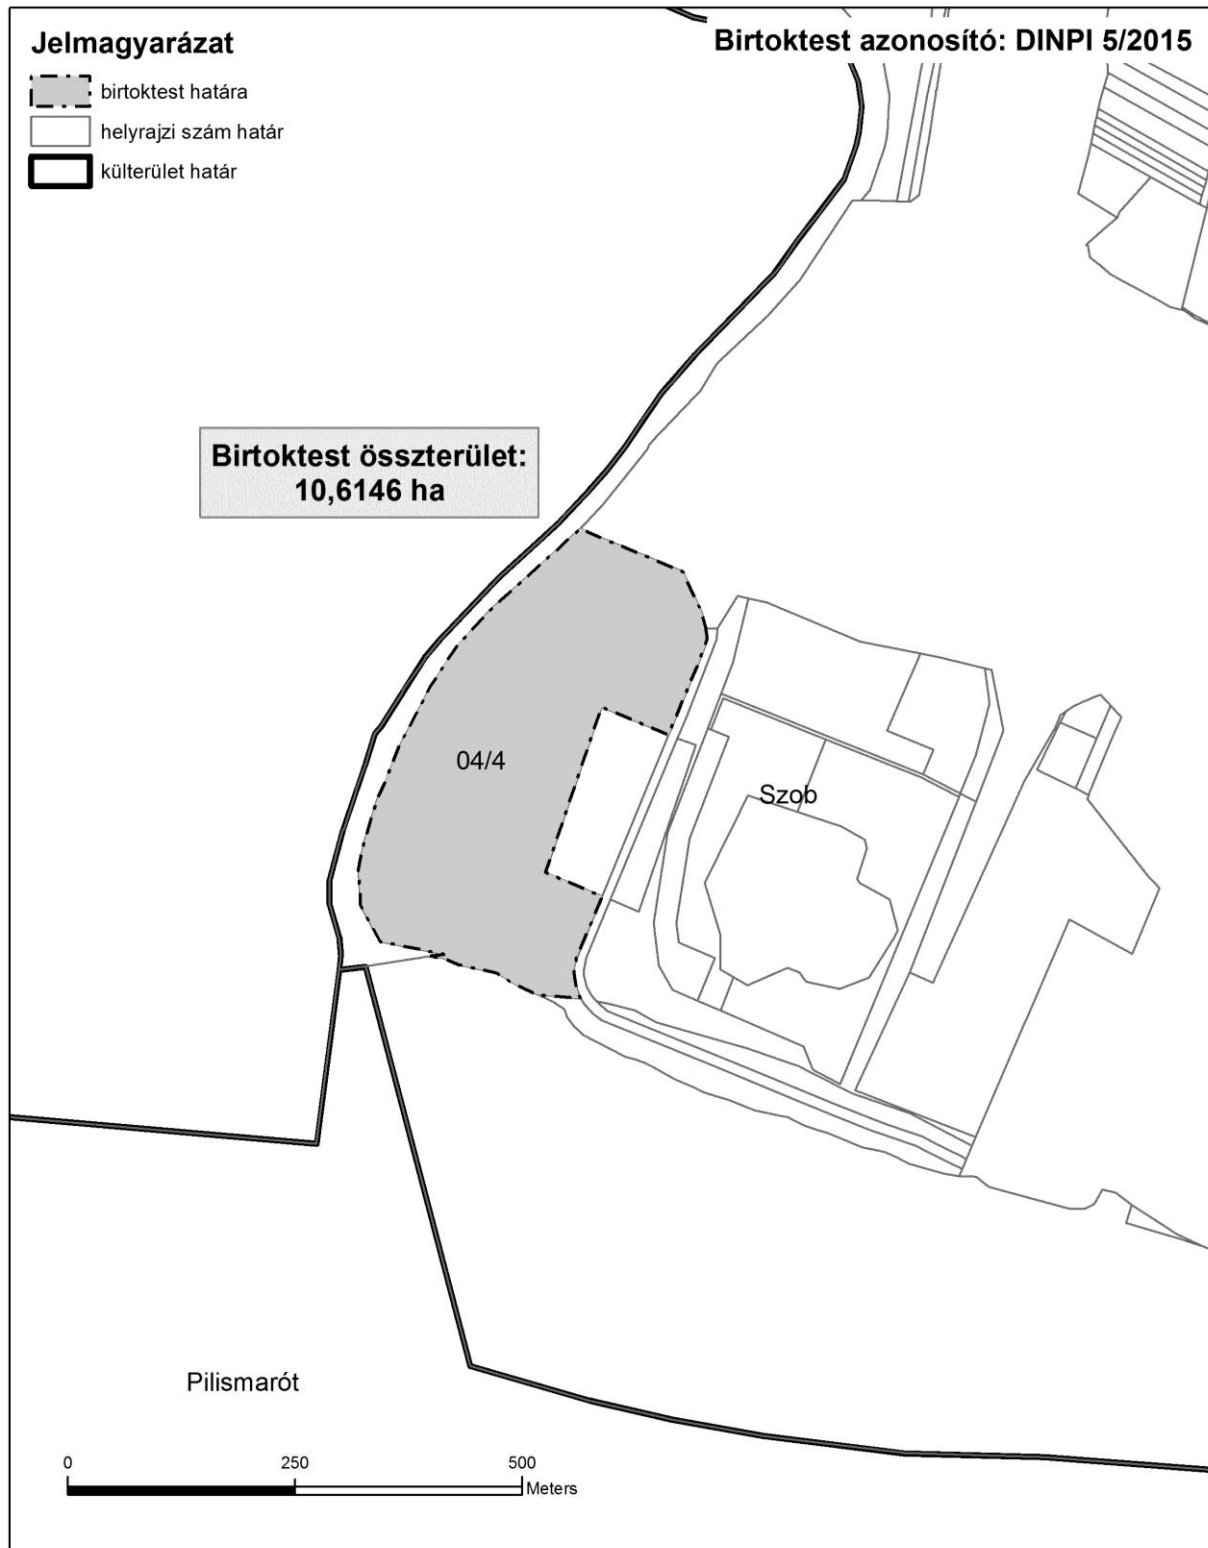 Jelmagyarázat
birtoktest határa
helyrajzi szám határ
külterület határ
Birtoktest azonosító: DINPI 5/2015
Birtoktest összterület:
10,6146 ha
04/4
Szob
Pilismarót
0 250 500
Meters